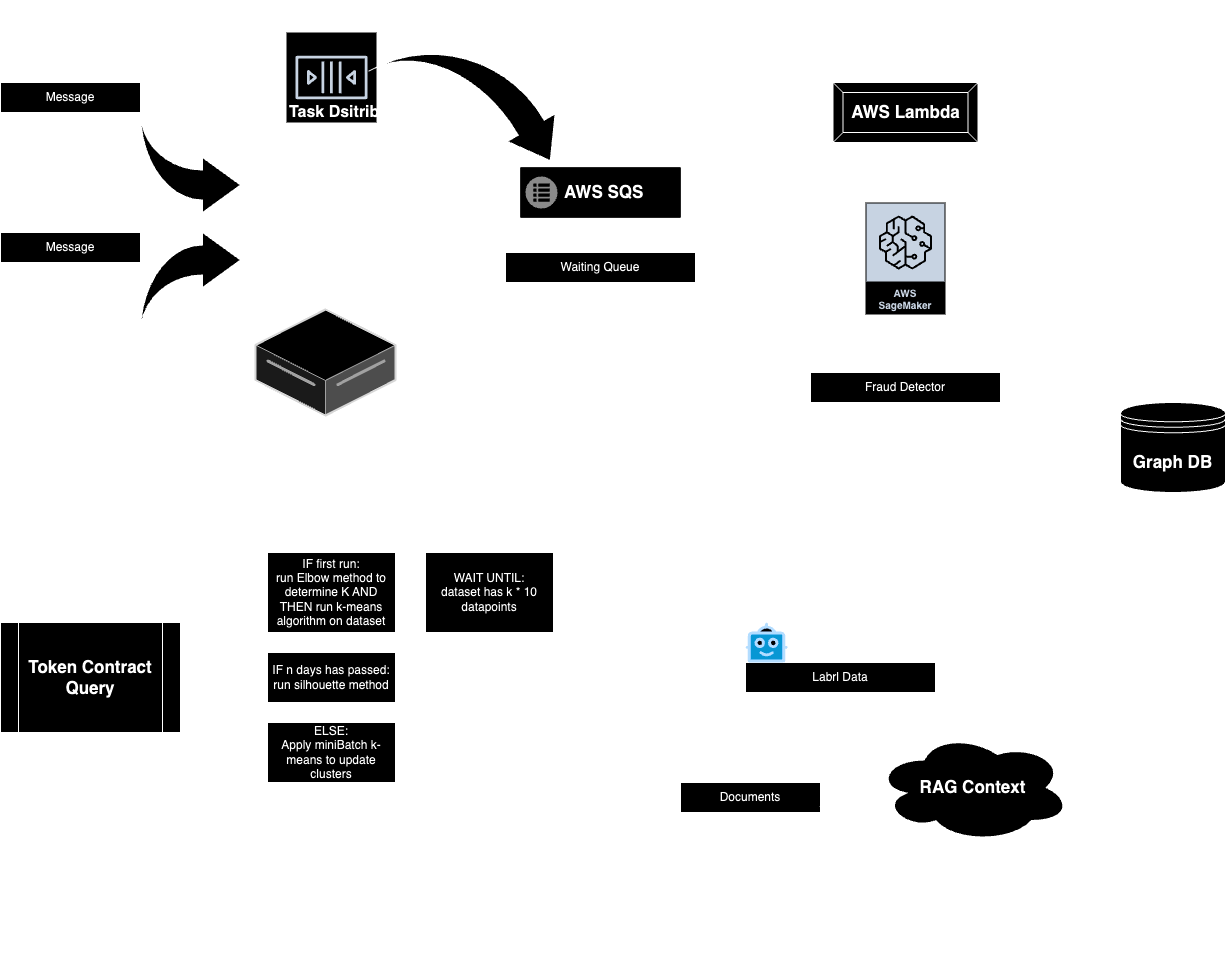 Message
Task Dsitrib
AWS Lambda
AWS SQS
Message
Waiting Queue
AWS
SageMaker
Fraud Detector
Graph DB
IF first run:
run Elbow method to
determine K AND
THEN run k-means
algorithm on dataset
WAIT UNTIL:
dataset has k * 10
datapoints
Token Contract
Query
IF n days has passed:
run silhouette method
Labrl Data
ELSE:
Apply miniBatch k-
means to update
clusters
Documents
RAG Context